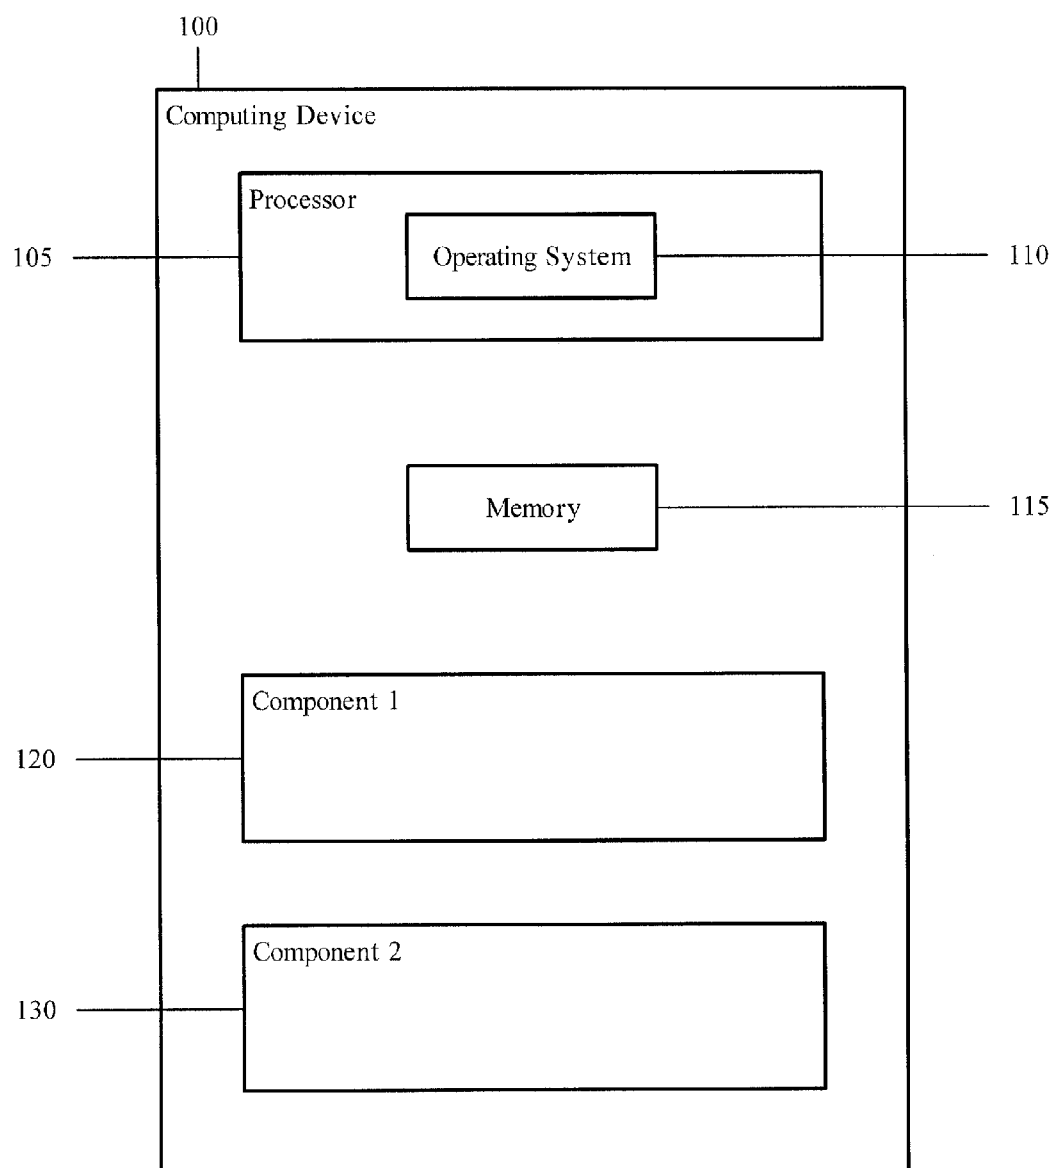 100
Computing Device
Processor
105
Operating System
110
Memory
115
Component 1
120
Component 2
130